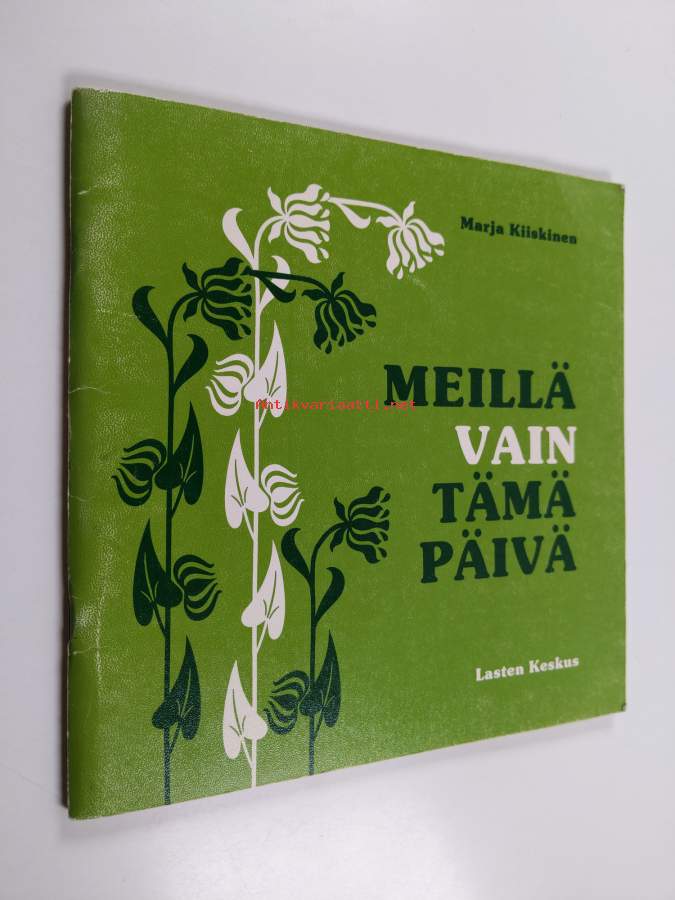 Marja Kiiskinen
MEILLÄ
Antikvariaatti.net
VAIN
TÄMÄ
PÄIVÄ
Lasten Keskus